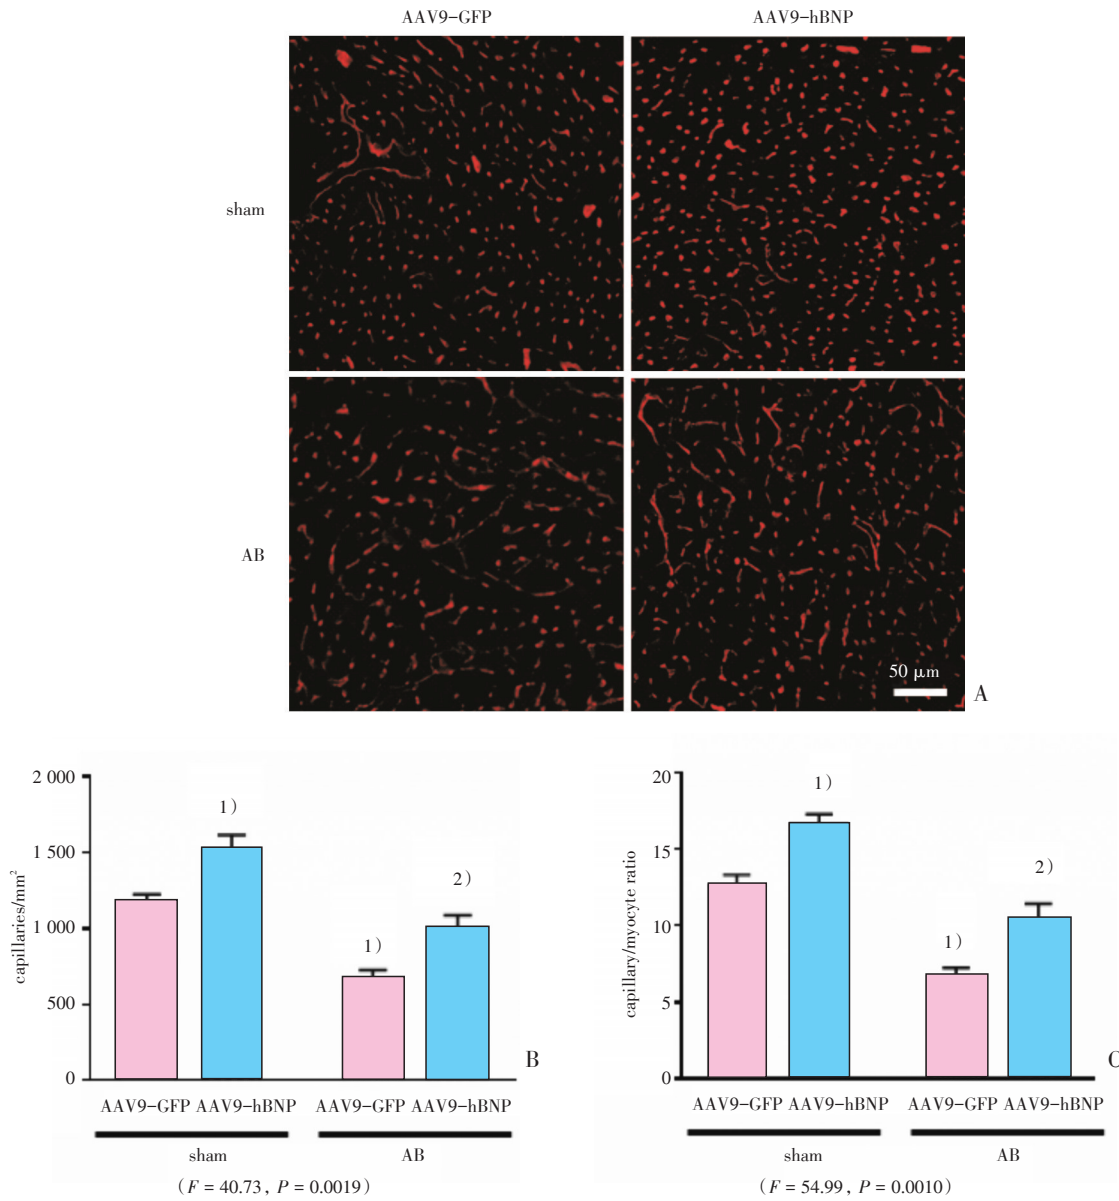 AAV9-GFP AAV9-hBNP
sham
AB
50 μm
A
2 000
1 500
1 000
500
0
capillaries/mm²
1)
1)
2)
B
AAV9-GFP AAV9-hBNP AAV9-GFP AAV9-hBNP
sham AB
(F = 40.73, P = 0.0019)
20
15
10
5
0
capillary/myocyte ratio
1)
1)
2)
C
AAV9-GFP AAV9-hBNP AAV9-GFP AAV9-hBNP
sham AB
(F = 54.99, P = 0.0010)